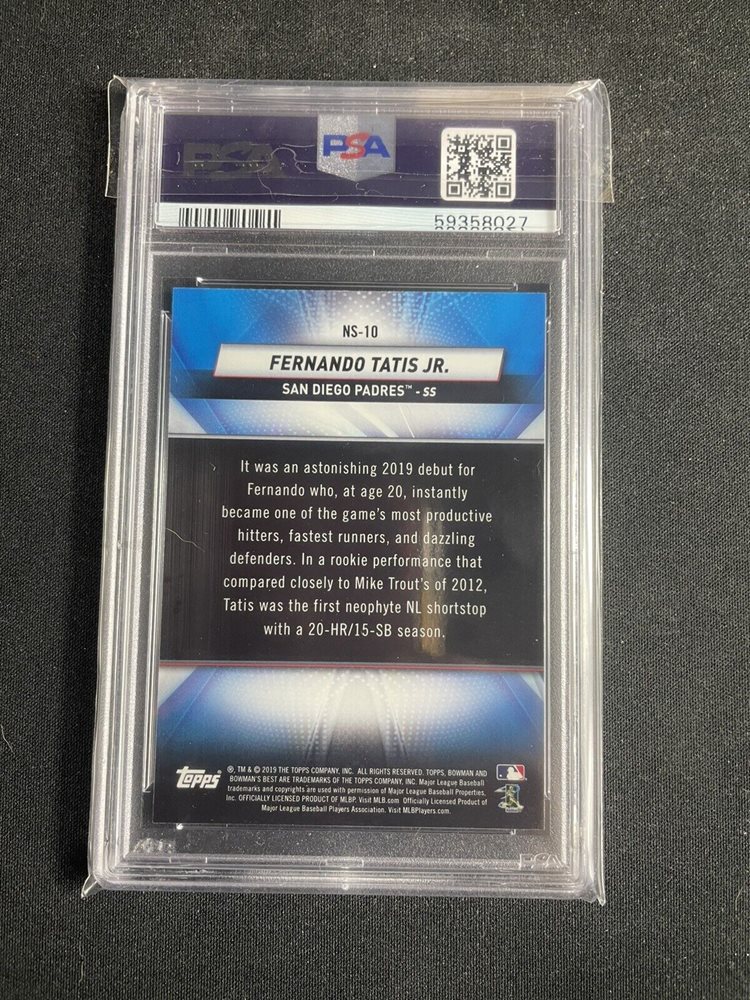 PSA
PSA
59358027
NS-10
FERNANDO TATIS JR.
SAN DIEGO PADRES™ - SS
It was an astonishing 2019 debut for
Fernando who, at age 20, instantly
became one of the game's most productive
hitters, fastest runners, and dazzling
defenders. In a rookie performance that
compared closely to Mike Trout's of 2012,
Tatis was the first neophyte NL shortstop
with a 20-HR/15-SB season.
Topps
®, TM & © 2019 THE TOPPS COMPANY, INC. ALL RIGHTS RESERVED. TOPPS, BOWMAN AND
BOWMAN'S BEST ARE TRADEMARKS OF THE TOPPS COMPANY, INC. Major League Baseball
trademarks and copyrights are used with permission of Major League Baseball Properties,
Inc. OFFICIALLY LICENSED PRODUCT OF MLBP. Visit MLB.com Officially Licensed Product of
Major League Baseball Players Association. Visit MLBPlayers.com.
PSA